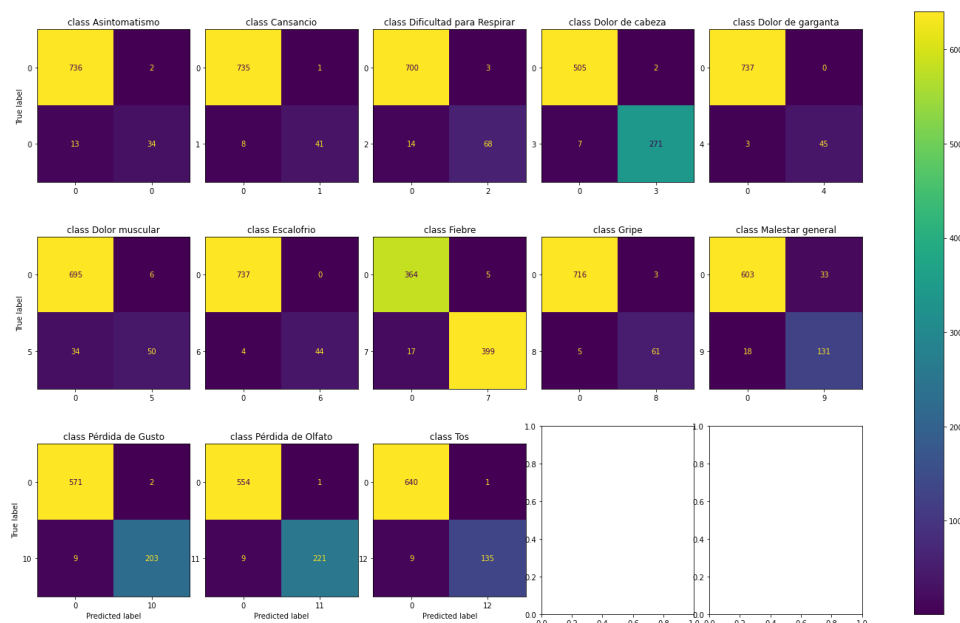 class Asintomatismo class Cansancio class Dificultad para Respirar class Dolor de cabeza class Dolor de garganta
600
0 736 2 0 735 1 0 700 3 0 505 2 0 737 0
True label
500
0 13 34 1 8 41 2 14 68 3 7 271 4 3 45
0 0 0 1 0 2 0 3 0 4
400
class Dolor muscular class Escalofrio class Fiebre class Gripe class Malestar general
0 695 6 0 737 0 0 364 5 0 716 3 0 603 33
True label
300
5 34 50 6 4 44 7 17 399 8 5 61 9 18 131
0 5 0 6 0 7 0 8 0 9
200
class Pérdida de Gusto class Pérdida de Olfato class Tos
1.0 1.0
0 571 2 0 554 1 0 640 1
0.8 0.8
True label
0.6 0.6
100
10 9 203 11 9 221 12 9 135
0.4 0.4
0.2 0.2
0 10 0 11 0 12
0.0 0.0
Predicted label Predicted label Predicted label
0.0 0.2 0.4 0.6 0.8 1.0 0.0 0.2 0.4 0.6 0.8 1.0